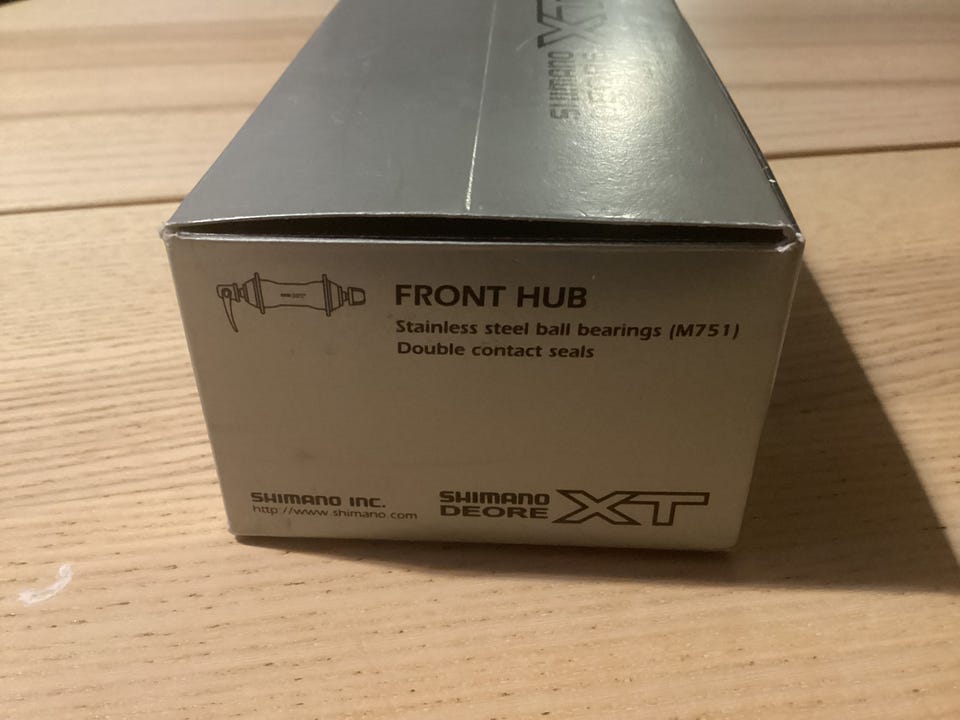 SHIMANO XT
FRONT HUB
Stainless steel ball bearings (M751)
Double contact seals
SHIMANO INC.
http://www.shimano.com
SHIMANO
DEORE XT